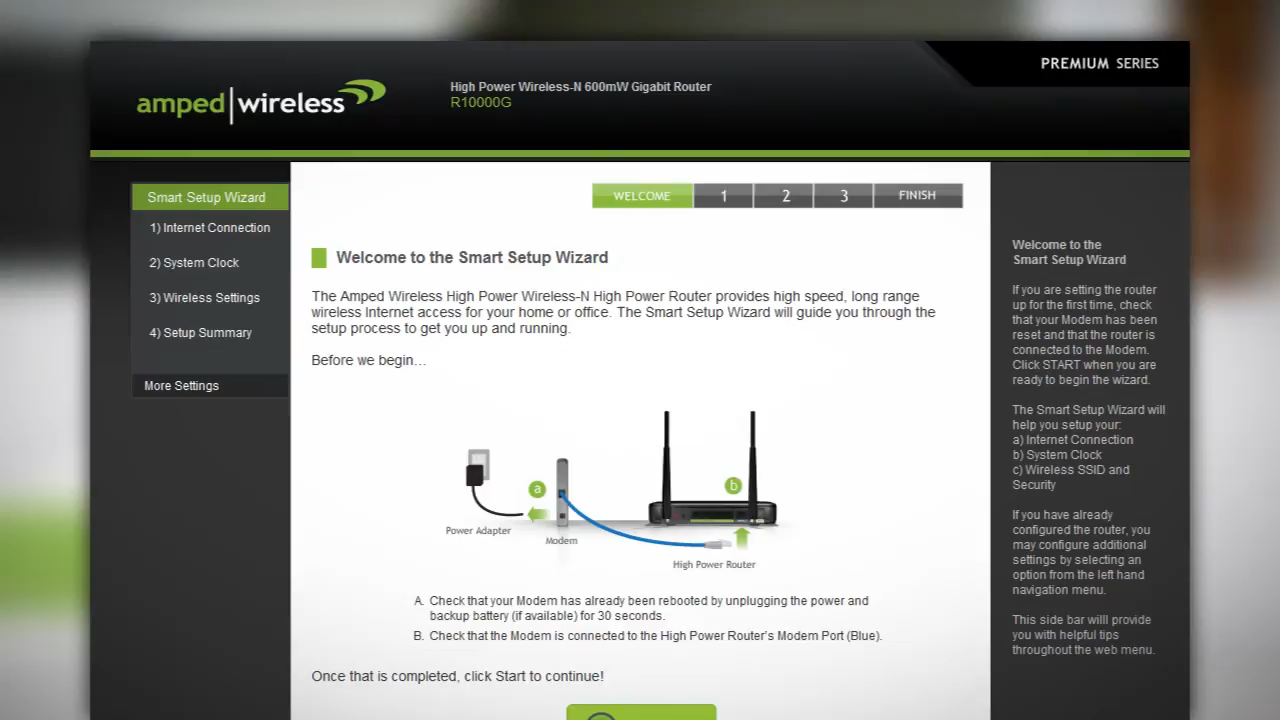 PREMIUM SERIES
amped wireless
High Power Wireless-N 600mW Gigabit Router
R10000G
Smart Setup Wizard
1) Internet Connection
2) System Clock
3) Wireless Settings
4) Setup Summary
More Settings
WELCOME 1 2 3 FINISH
Welcome to the Smart Setup Wizard
The Amped Wireless High Power Wireless-N High Power Router provides high speed, long range
wireless Internet access for your home or office. The Smart Setup Wizard will guide you through the
setup process to get you up and running.
Before we begin...
a
b
Power Adapter
Modem
High Power Router
A. Check that your Modem has already been rebooted by unplugging the power and
backup battery (if available) for 30 seconds.
B. Check that the Modem is connected to the High Power Router's Modem Port (Blue).
Once that is completed, click Start to continue!
Welcome to the
Smart Setup Wizard
If you are setting the router
up for the first time, check
that your Modem has been
reset and that the router is
connected to the Modem.
Click START when you are
ready to begin the wizard.
The Smart Setup Wizard will
help you setup your:
a) Internet Connection
b) System Clock
c) Wireless SSID and
Security
If you have already
configured the router, you
may configure additional
settings by selecting an
option from the left hand
navigation menu.
This side bar willl provide
you with helpful tips
throughout the web menu.